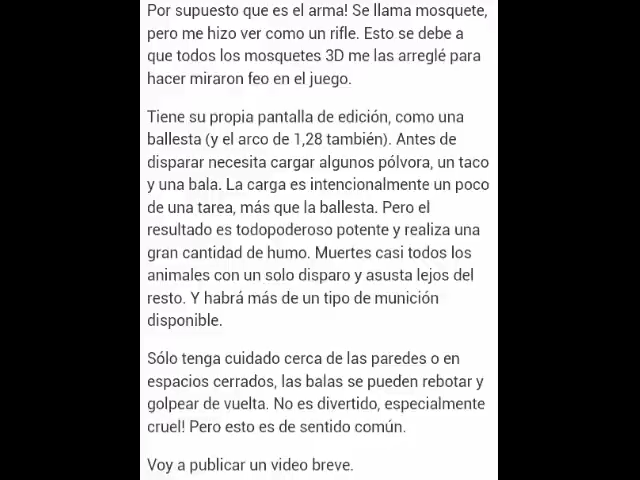 Por supuesto que es el arma! Se llama mosquete,
pero me hizo ver como un rifle. Esto se debe a
que todos los mosquetes 3D me las arreglé para
hacer miraron feo en el juego.
Tiene su propia pantalla de edición, como una
ballesta (y el arco de 1,28 también). Antes de
disparar necesita cargar algunos pólvora, un taco
y una bala. La carga es intencionalmente un poco
de una tarea, más que la ballesta. Pero el
resultado es todopoderoso potente y realiza una
gran cantidad de humo. Muertes casi todos los
animales con un solo disparo y asusta lejos del
resto. Y habrá más de un tipo de munición
disponible.
Sólo tenga cuidado cerca de las paredes o en
espacios cerrados, las balas se pueden rebotar y
golpear de vuelta. No es divertido, especialmente
cruel! Pero esto es de sentido común.
Voy a publicar un video breve.